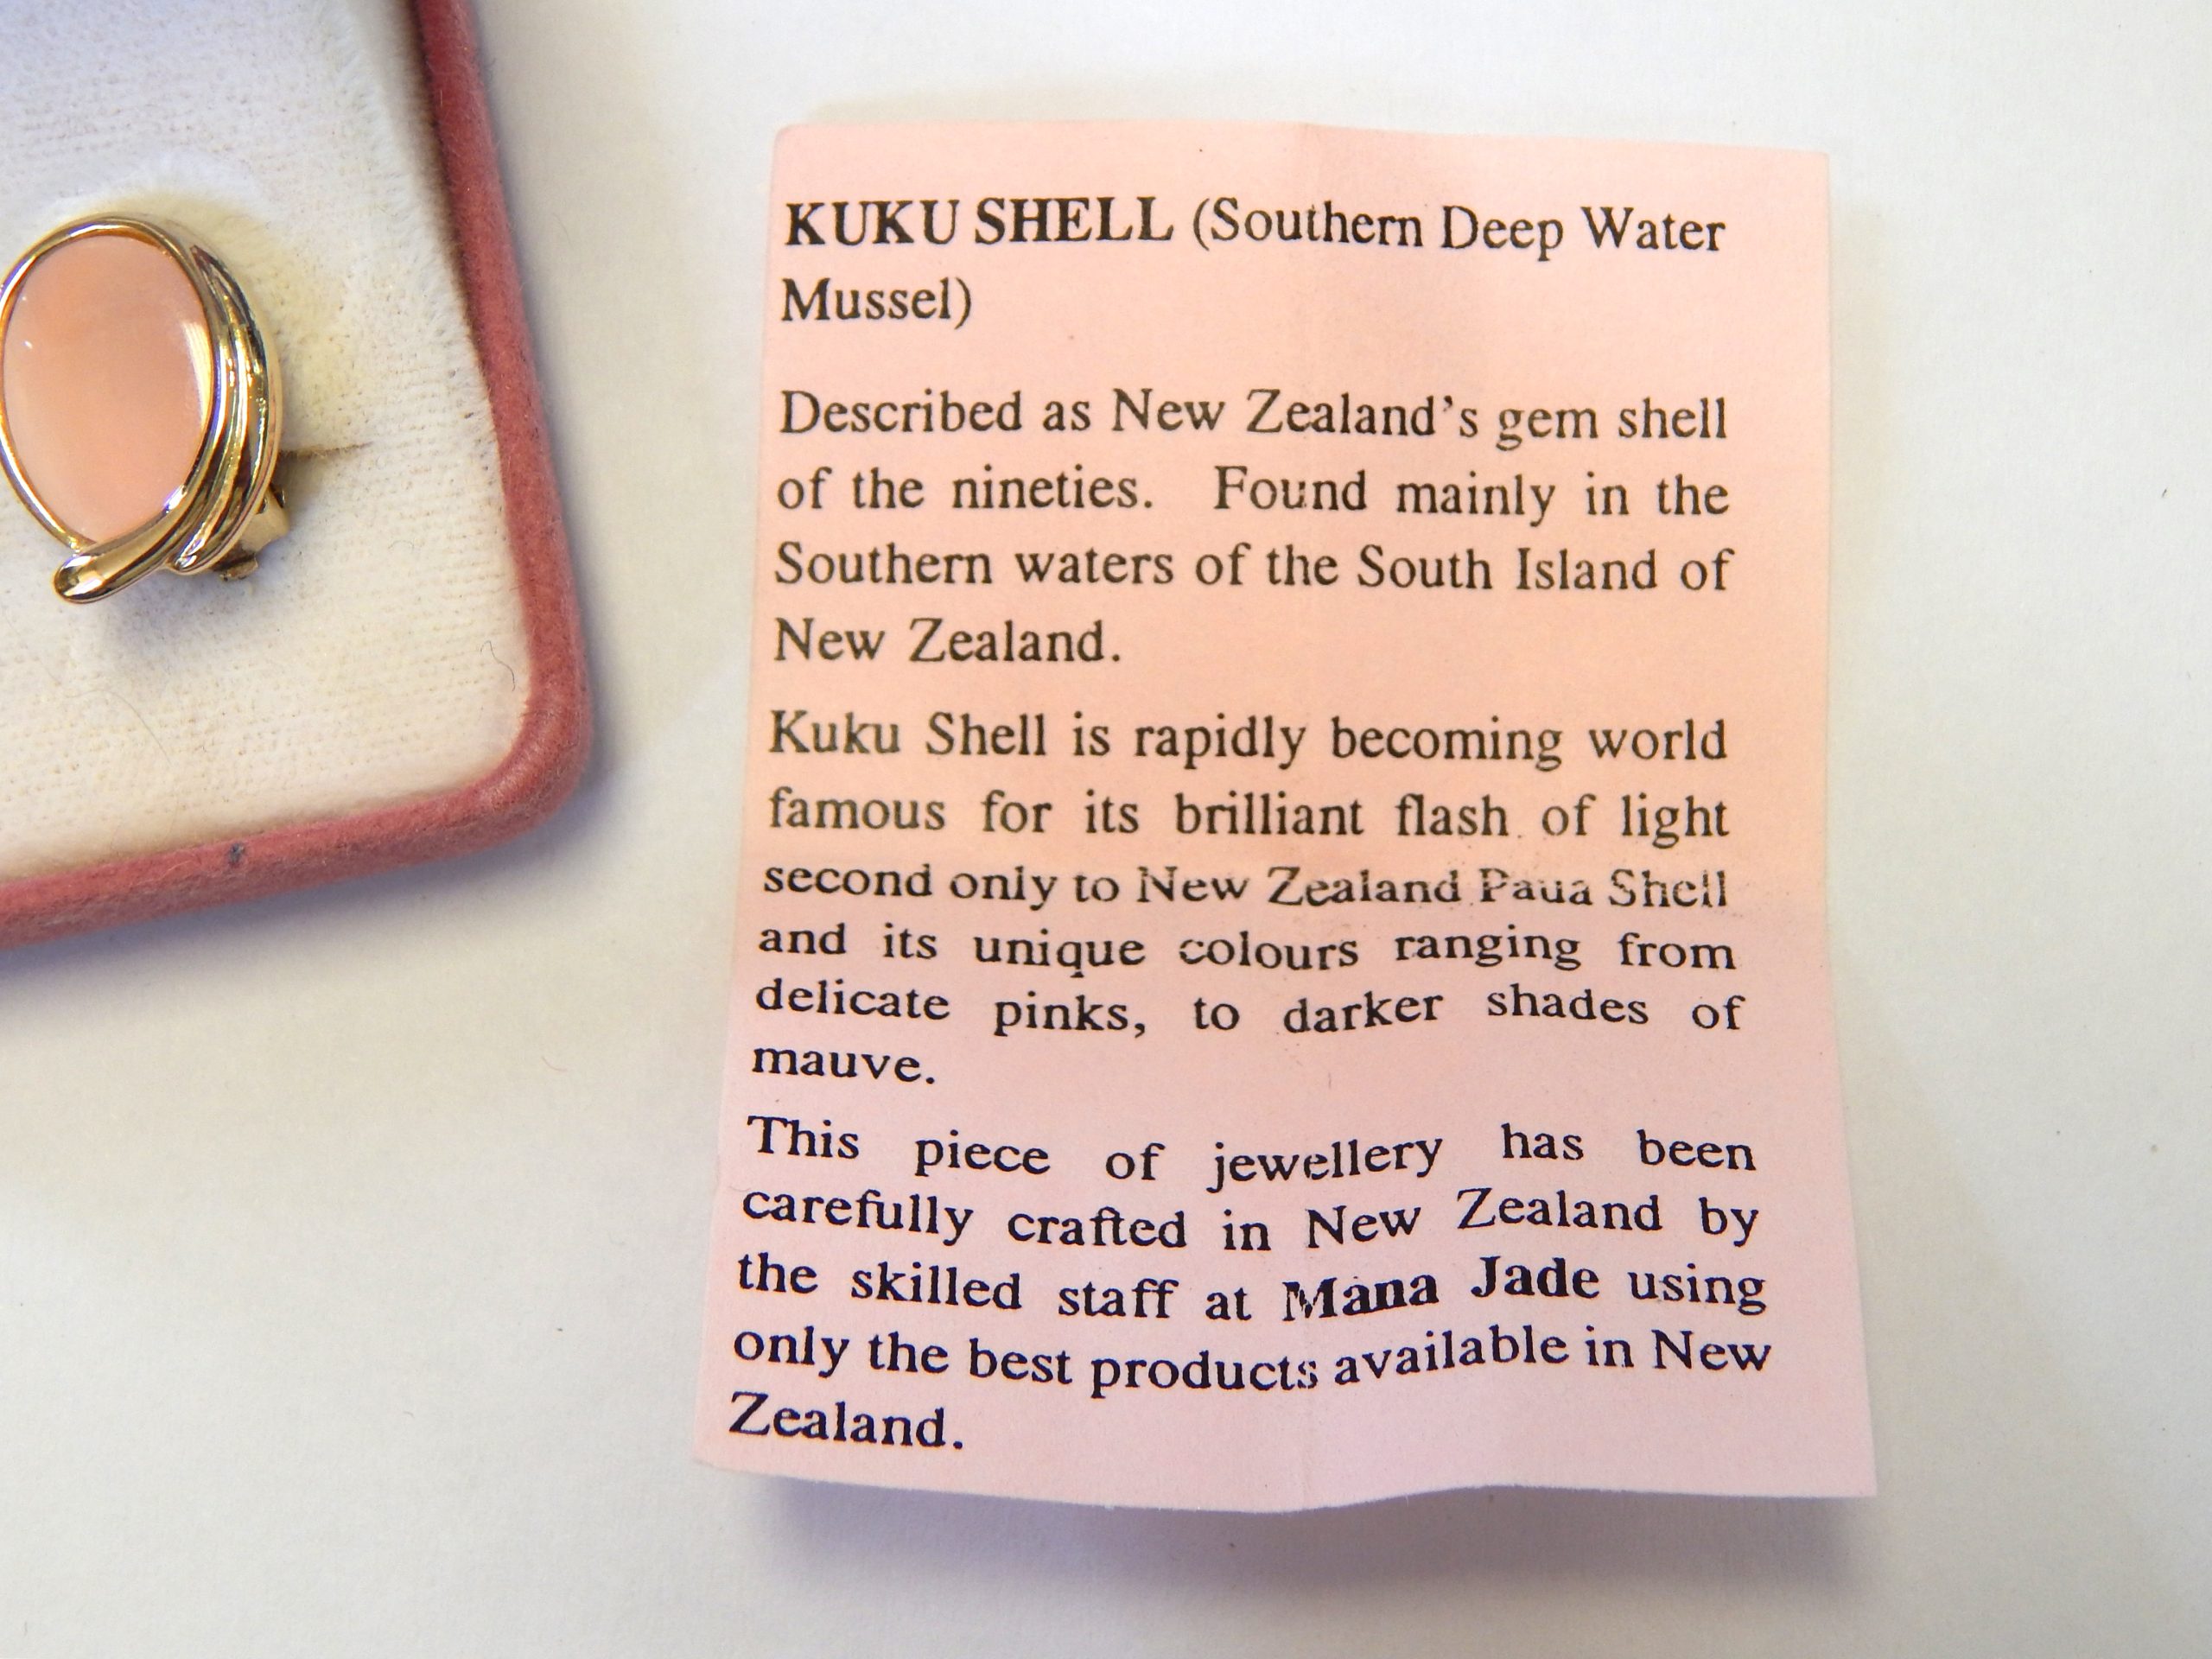 KUKU SHELL (Southern Deep Water
Mussel)
Described as New Zealand's gem shell
of the nineties. Found mainly in the
Southern waters of the South Island of
New Zealand.
Kuku Shell is rapidly becoming world
famous for its brilliant flash of light
second only to New Zealand Paua Shell
and its unique colours ranging from
delicate pinks, to darker shades of
mauve.
This piece of jewellery has been
carefully crafted in New Zealand by
the skilled staff at Mana Jade using
only the best products available in New
Zealand.